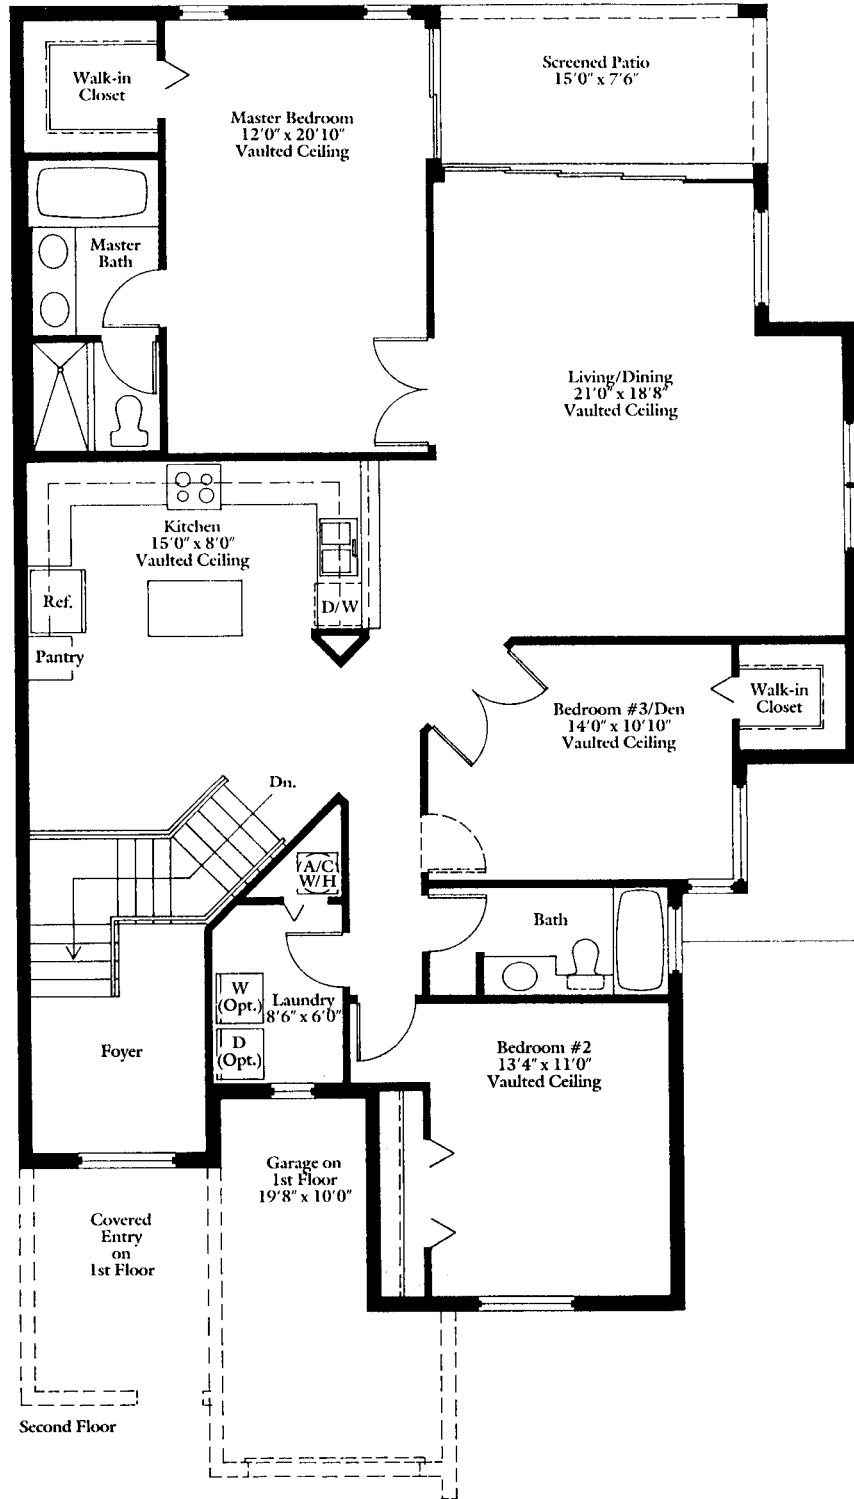 Walk-in
Closet
Master Bedroom
12'0" x 20'10"
Vaulted Ceiling
Screened Patio
15'0" x 7'6"
Master
Bath
Living/Dining
21'0" x 18'8"
Vaulted Ceiling
Kitchen
15'0" x 8'0"
Vaulted Ceiling
Ref.
D/W
Pantry
Bedroom #3/Den
14'0" x 10'10"
Vaulted Ceiling
Walk-in
Closet
Dn.
A/C
W/H
Bath
W
(Opt.)
Laundry
8'6" x 6'0"
D
(Opt.)
Foyer
Bedroom #2
13'4" x 11'0"
Vaulted Ceiling
Garage on
1st Floor
19'8" x 10'0"
Covered
Entry
on
1st Floor
Second Floor